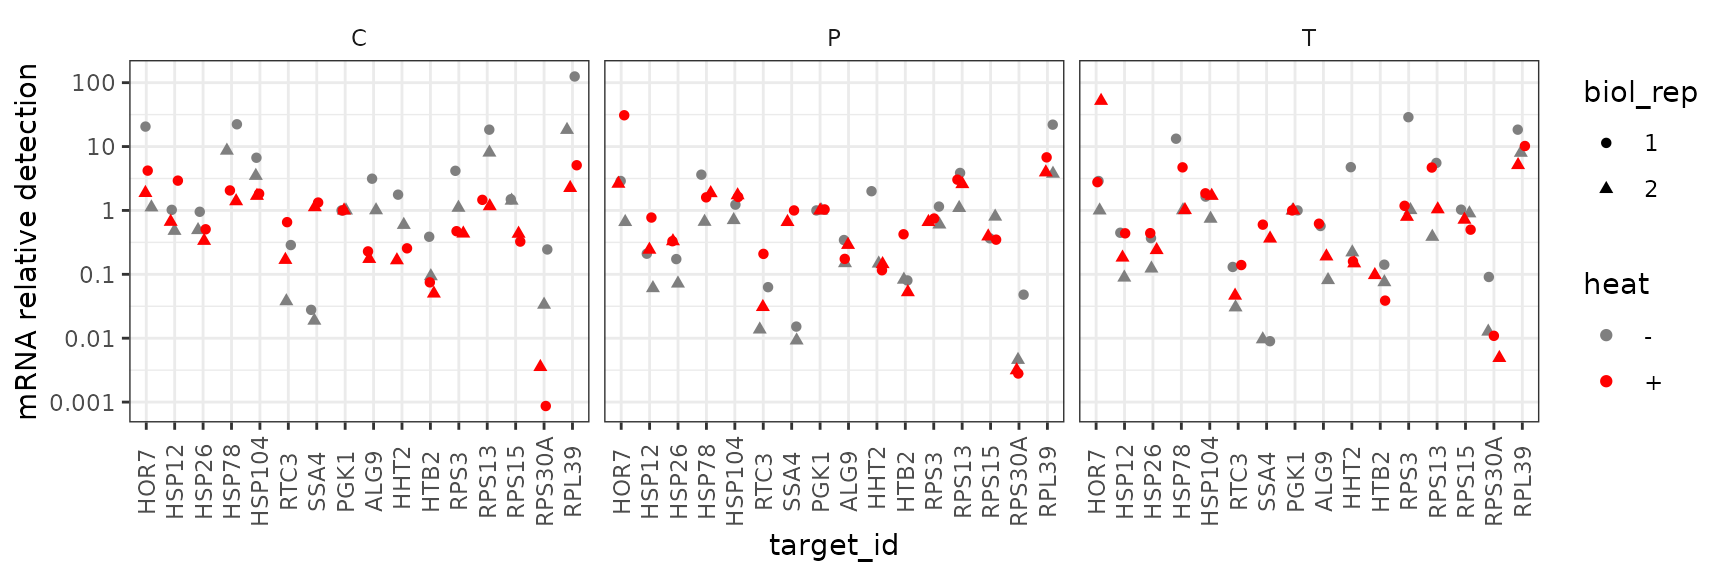 C P T
mRNA relative detection
100
10
1
0.1
0.01
0.001
HOR7 HSP12 HSP26 HSP78 HSP104 RTC3 SSA4 PGK1 ALG9 HHT2 HTB2 RPS3 RPS13 RPS15 RPS30A RPL39
HOR7 HSP12 HSP26 HSP78 HSP104 RTC3 SSA4 PGK1 ALG9 HHT2 HTB2 RPS3 RPS13 RPS15 RPS30A RPL39
HOR7 HSP12 HSP26 HSP78 HSP104 RTC3 SSA4 PGK1 ALG9 HHT2 HTB2 RPS3 RPS13 RPS15 RPS30A RPL39
target_id
biol_rep
1
2
heat
-
+